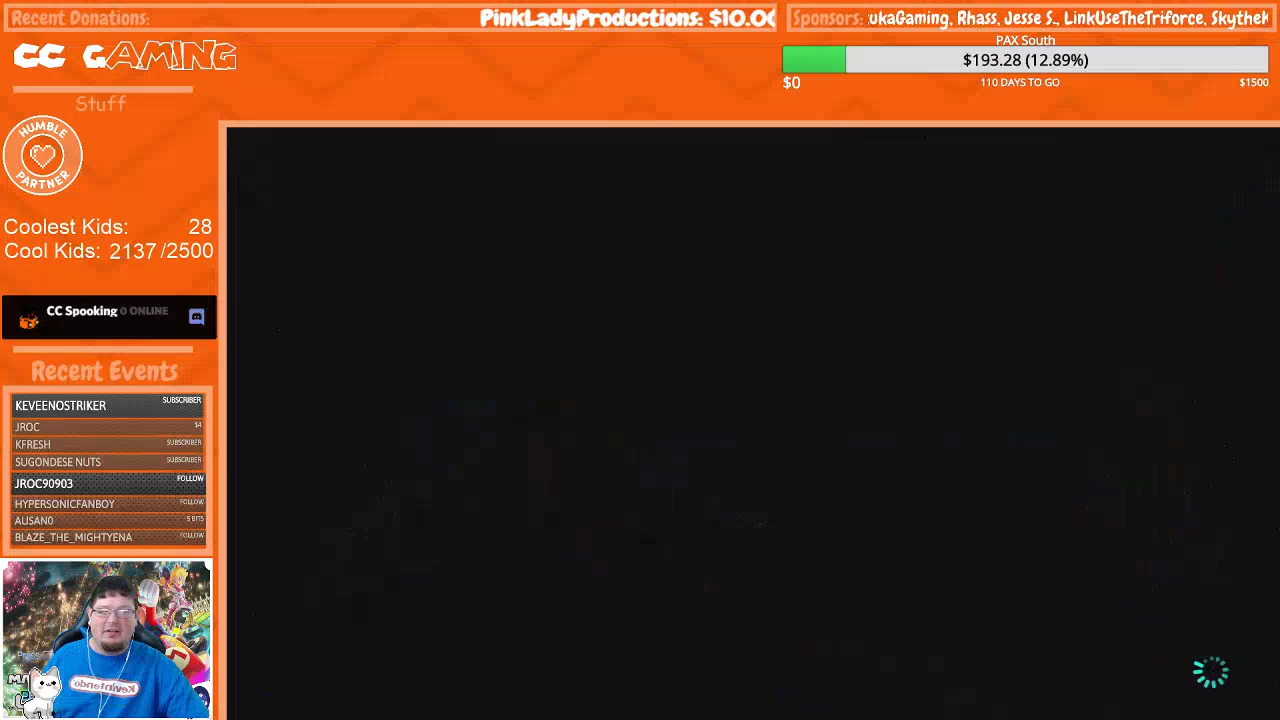 Recent Donations:
PinkLadyProductions: $10.00
Sponsors: ukaGaming, Rhass, Jesse S., LinkUseTheTriforce, Skythek
CC GAMING
PAX South
$193.28 (12.89%)
$0
110 DAYS TO GO
$1500
Stuff
HUMBLE
PARTNER
Coolest Kids: 28
Cool Kids: 2137/2500
CC Spooking 0 ONLINE
Recent Events
KEVEENOSTRIKER SUBSCRIBER
JROC $4
KFRESH SUBSCRIBER
SUGONDESE NUTS SUBSCRIBER
JROC90903 FOLLOW
HYPERSONICFANBOY FOLLOW
AUSAN0 5 BITS
BLAZE_THE_MIGHTYENA FOLLOW
Press
Kevintendo